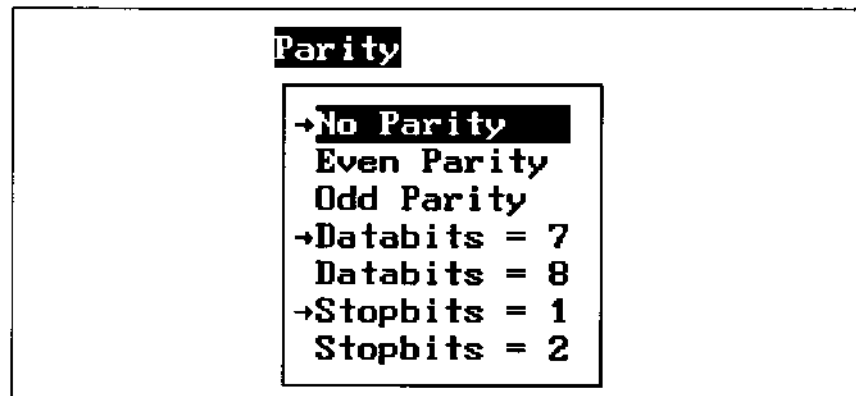 Parity
→No Parity
Even Parity
Odd Parity
→Databits = 7
Databits = 8
→Stopbits = 1
Stopbits = 2